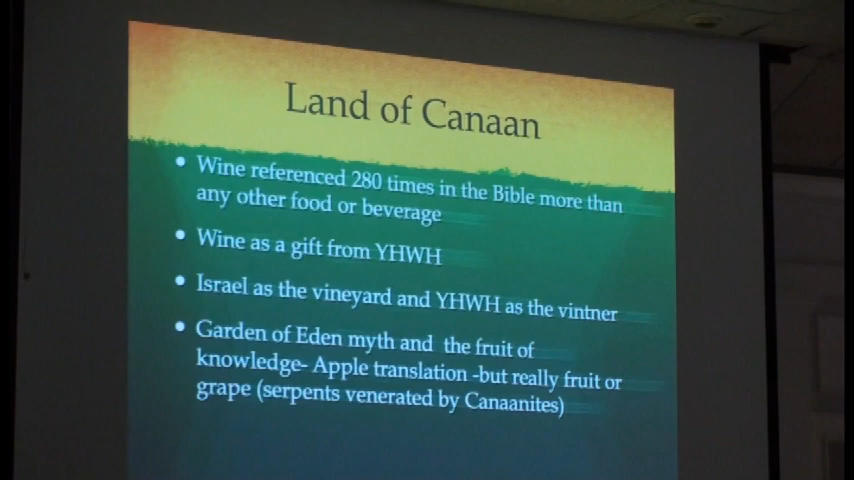 Land of Canaan
• Wine referenced 280 times in the Bible more than
any other food or beverage
• Wine as a gift from YHWH
• Israel as the vineyard and YHWH as the vintner
• Garden of Eden myth and the fruit of
knowledge- Apple translation -but really fruit or
grape (serpents venerated by Canaanites)